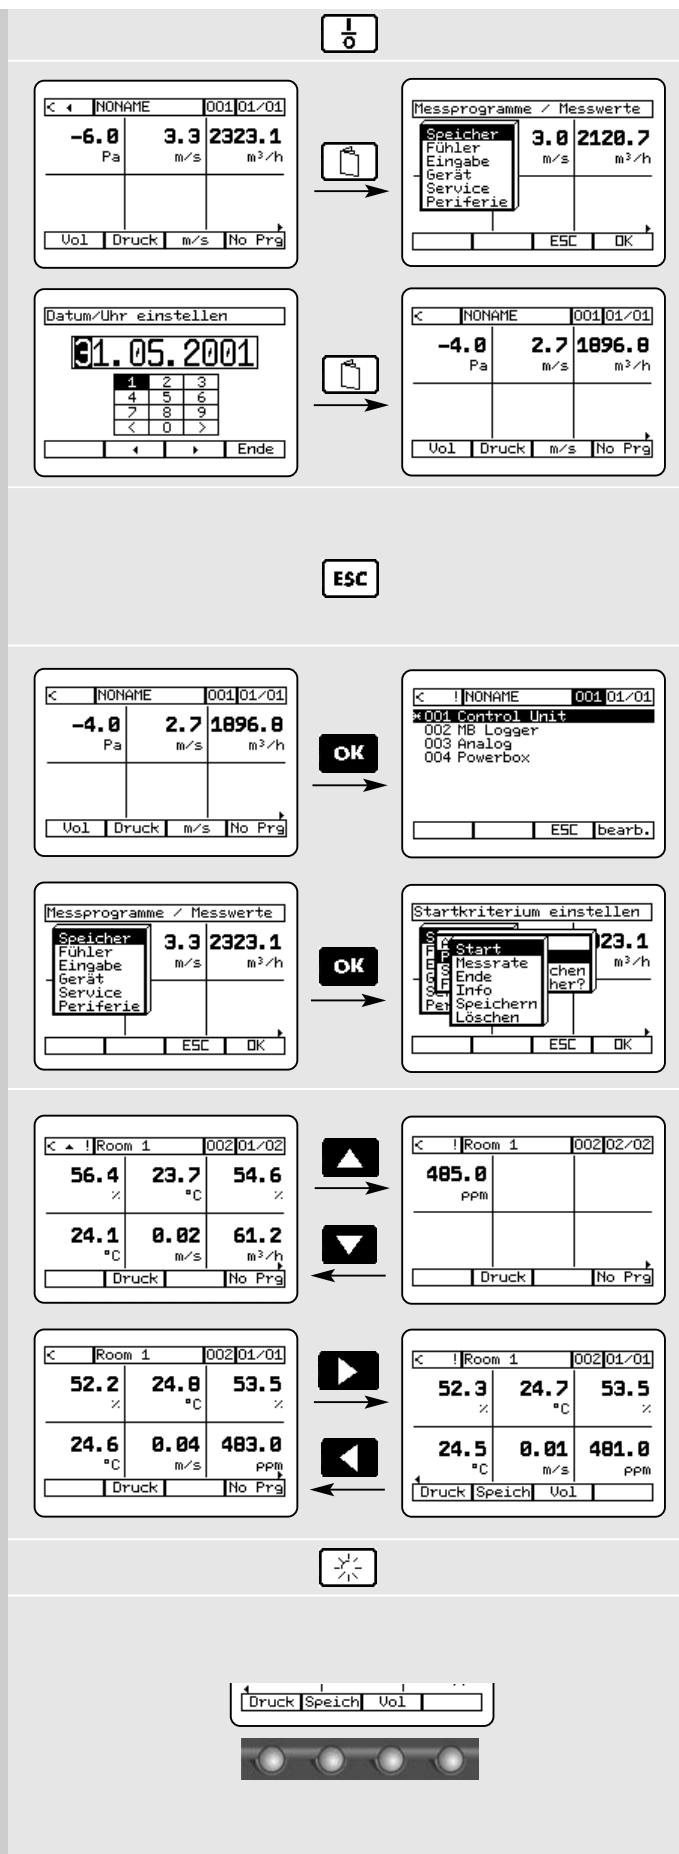 I
O
< NONAME 001 01/01
-6.0 3.3 2323.1
Pa m/s m³/h
Vol Druck m/s No Prg
Messprogramme / Messwerte
Speicher
Fühler
Eingabe
Gerät
Service
Periferie
3.0 2120.7
m/s m³/h
ESC OK
Datum/Uhr einstellen
31.05.2001
1 2 3
4 5 6
7 8 9
< 0 >
Ende
< NONAME 001 01/01
-4.0 2.7 1896.8
Pa m/s m³/h
Vol Druck m/s No Prg
ESC
< NONAME 001 01/01
-4.0 2.7 1896.8
Pa m/s m³/h
Vol Druck m/s No Prg
OK
< ! NONAME 001 01/01
*001 Control Unit
002 MB Logger
003 Analog
004 Powerbox
ESC bearb.
Messprogramme / Messwerte
Speicher
Fühler
Eingabe
Gerät
Service
Periferie
3.3 2323.1
m/s m³/h
ESC OK
OK
Startkriterium einstellen
Start
Messrate
Ende
Info
Speichern
Löschen
chen
her?
Per
023.1
m³/h
ESC OK
< ! Room 1 002 01/02
56.4 23.7 54.6
% °C %
24.1 0.02 61.2
°C m/s m³/h
Druck No Prg
< ! Room 1 002 02/02
485.0
ppm
Druck No Prg
< Room 1 002 01/01
52.2 24.8 53.5
% °C %
24.6 0.04 483.0
°C m/s ppm
Druck No Prg
< ! Room 1 002 01/01
52.3 24.7 53.5
% °C %
24.5 0.01 481.0
°C m/s ppm
Druck Speich Vol
Druck Speich Vol